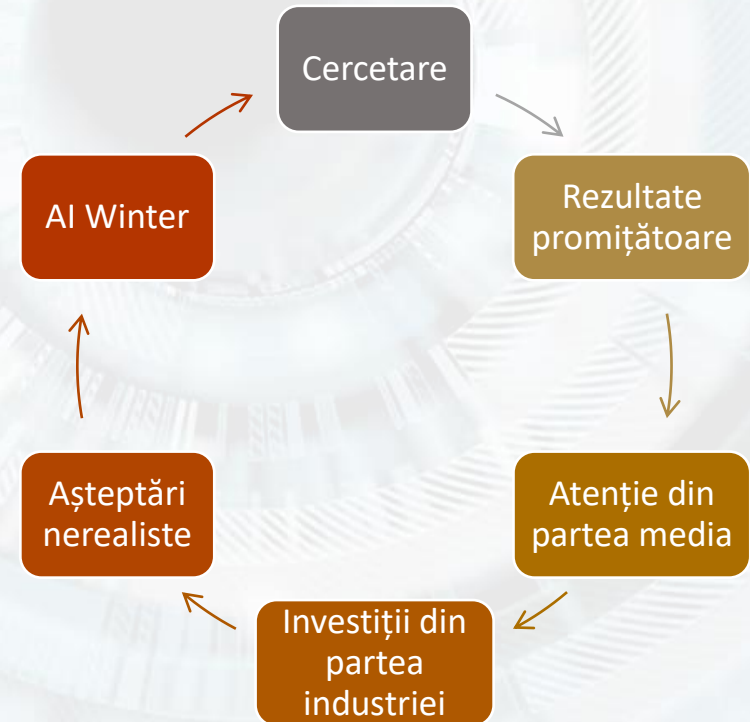 Cercetare
Rezultate
promițătoare
Atenție din
partea media
Investiții din
partea
industriei
Așteptări
nerealiste
AI Winter